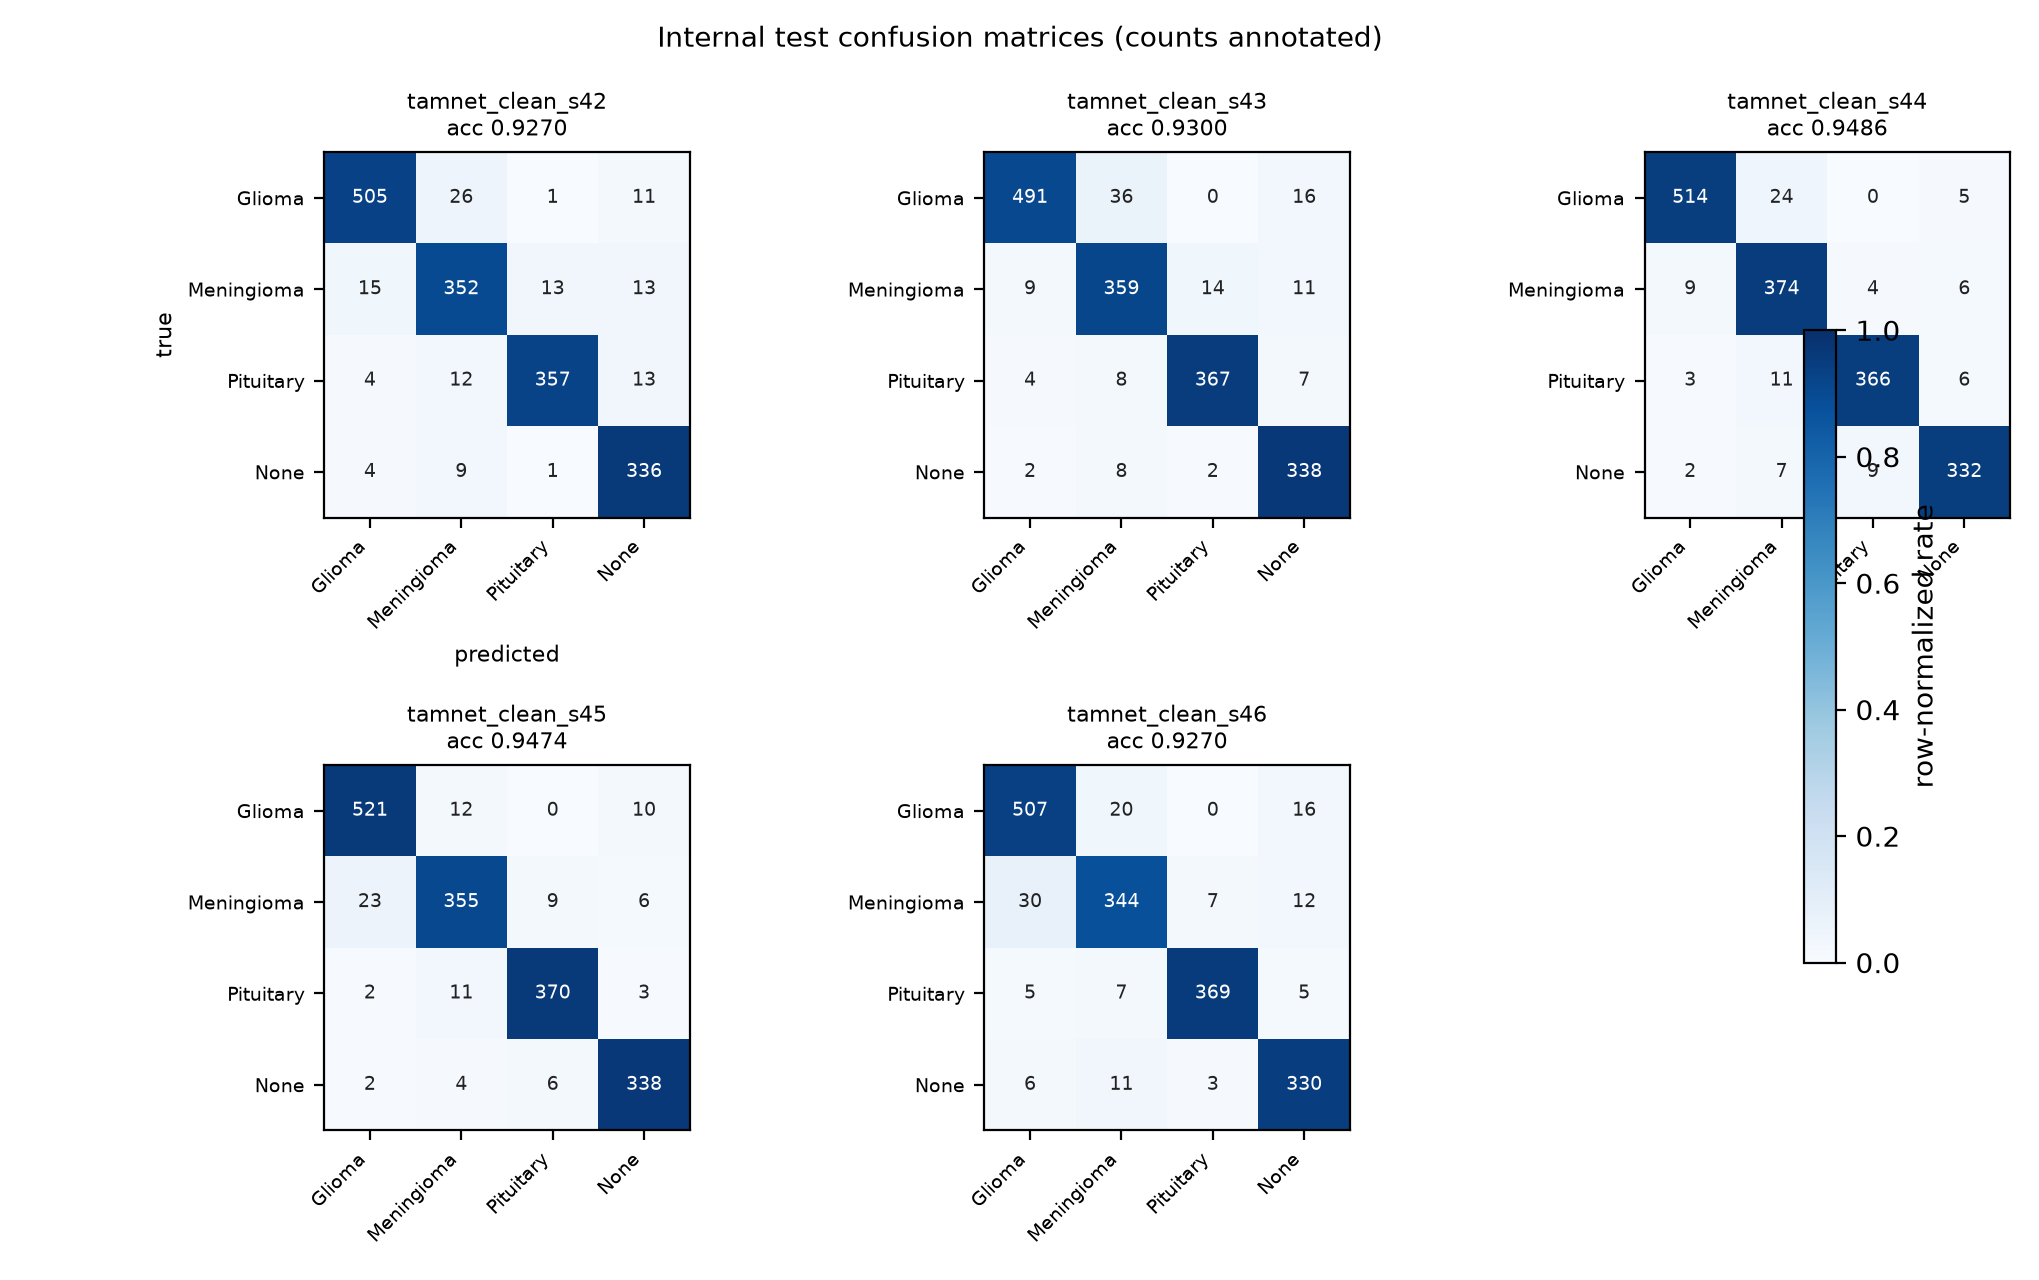 Internal test confusion matrices (counts annotated)
tamnet_clean_s42
acc 0.9270
true
Glioma 505 26 1 11
Meningioma 15 352 13 13
Pituitary 4 12 357 13
None 4 9 1 336
Glioma Meningioma Pituitary None
predicted
tamnet_clean_s43
acc 0.9300
Glioma 491 36 0 16
Meningioma 9 359 14 11
Pituitary 4 8 367 7
None 2 8 2 338
Glioma Meningioma Pituitary None
tamnet_clean_s44
acc 0.9486
Glioma 514 24 0 5
Meningioma 9 374 4 6
Pituitary 3 11 366 6
None 2 7 9 332
Glioma Meningioma itary None
1.0
0.8
0.6
0.4
0.2
0.0
row-normalized rate
tamnet_clean_s45
acc 0.9474
Glioma 521 12 0 10
Meningioma 23 355 9 6
Pituitary 2 11 370 3
None 2 4 6 338
Glioma Meningioma Pituitary None
tamnet_clean_s46
acc 0.9270
Glioma 507 20 0 16
Meningioma 30 344 7 12
Pituitary 5 7 369 5
None 6 11 3 330
Glioma Meningioma Pituitary None